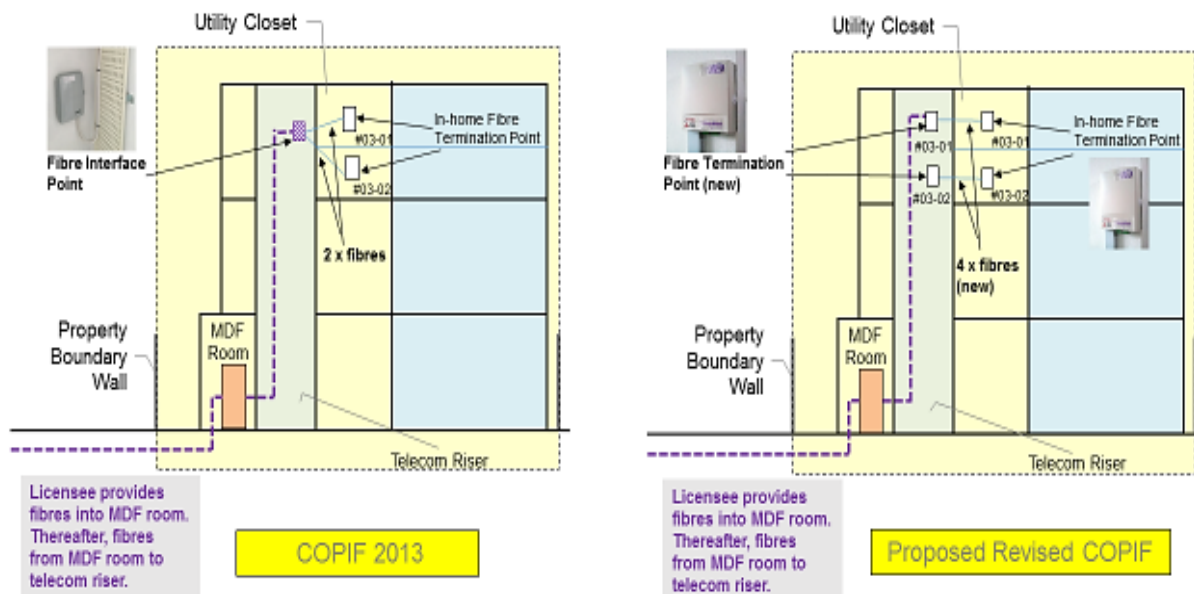 Utility Closet
In-home Fibre
Termination Point
#03-01
#03-02
Fibre Interface
Point
2 x fibres
Property
Boundary
Wall
MDF
Room
Telecom Riser
Licensee provides
fibres into MDF room.
Thereafter, fibres
from MDF room to
telecom riser.
COPIF 2013
Utility Closet
In-home Fibre
Termination Point
#03-01
#03-01
#03-02
#03-02
Fibre Termination
Point (new)
4 x fibres
(new)
Property
Boundary
Wall
MDF
Room
Telecom Riser
Licensee provides
fibres into MDF room.
Thereafter, fibres
from MDF room to
telecom riser.
Proposed Revised COPIF